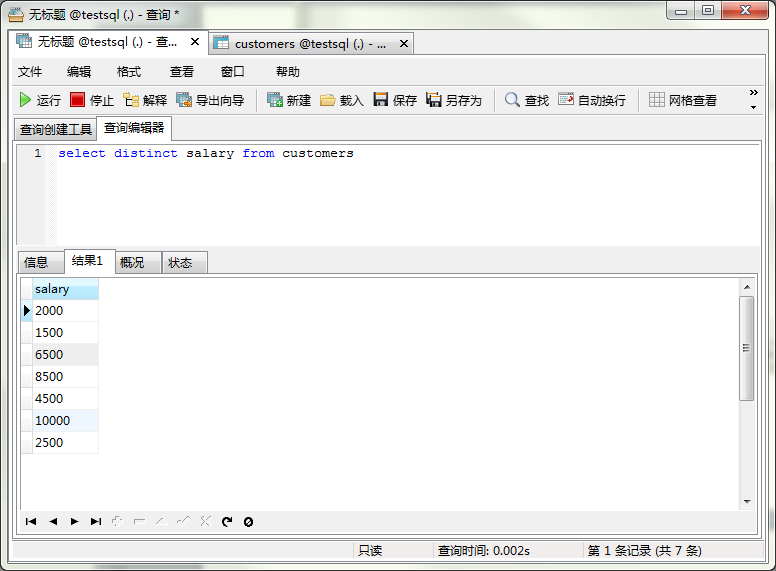 无标题 @testsql (.) - 查询 *
无标题 @testsql (.) - 查... customers @testsql (.) - ...
文件 编辑 格式 查看 窗口 帮助
运行 停止 解释 导出向导 新建 载入 保存 另存为 查找 自动换行 网格查看
查询创建工具 查询编辑器
1 select distinct salary from customers
信息 结果1 概况 状态
salary
2000
1500
6500
8500
4500
10000
2500
只读 查询时间: 0.002s 第 1 条记录 (共 7 条)